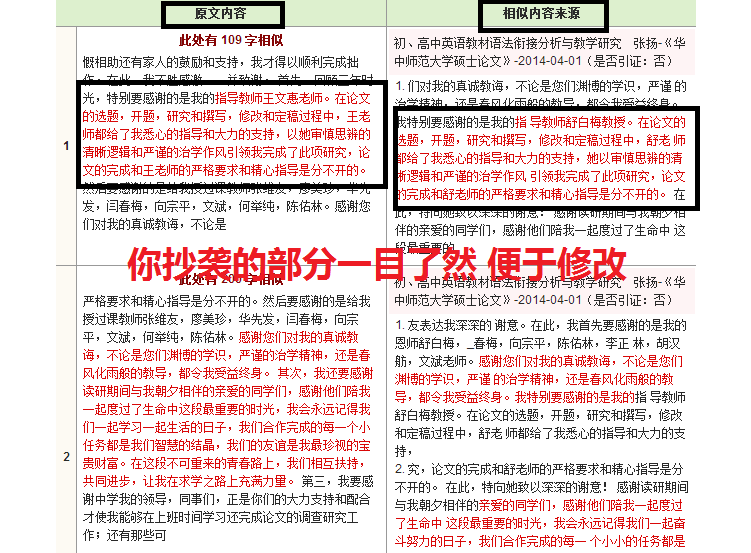 原文内容
相似内容来源
此处有 109 字相似
慨相助还有家人的鼓励和支持，我才得以顺利完成拙
光，特别要感谢的是我的指导教师王文惠老师。在论文
的选题，开题，研究和撰写，修改和定稿过程中，王老
师都给了我悉心的指导和大力的支持，以她审慎思辨的
清晰逻辑和严谨的治学作风引领我完成了此项研究，论
文的完成和王老师的严格要求和精心指导是分不开的。
然后要感谢的是给我授过课教师张维友，廖美珍，华先
发，闫春梅，向宗平，文斌，何举纯，陈佑林。感谢您
们对我的真诚教诲，不论是
1
初、高中英语教材语法衔接分析与教学研究 张扬-《华
中师范大学硕士论文》-2014-04-01（是否引证：否）
1. 们对我的真诚教诲，不论是您们渊博的学识，严谨 的
治学精神，还是春风化雨般的教导，都令我受益终身。
我特别要感谢的是我的指 导教师舒白梅教授。在论文的
选题，开题，研究和撰写，修改和定稿过程中，舒老 师
都给了我悉心的指导和大力的支持，她以审慎思辨的清
晰逻辑和严谨的治学作风 引领我完成了此项研究，论文
的完成和舒老师的严格要求和精心指导是分不开的。 在
此，特向她致以深深的谢意！ 感谢读研期间与我朝夕相
伴的亲爱的同学们，感谢他们陪我一起度过了生命中 这
段最重要的
你抄袭的部分一目了然 便于修改
此处有 200 字相似
严格要求和精心指导是分不开的。然后要感谢的是给我
授过课教师张维友，廖美珍，华先发，闫春梅，向宗
平，文斌，何举纯，陈佑林。感谢您们对我的真诚教
诲，不论是您们渊博的学识，严谨的治学精神，还是春
风化雨般的教导，都令我受益终身。 其次，我还要感谢
读研期间与我朝夕相伴的亲爱的同学们，感谢他们陪我
一起度过了生命中这段最重要的时光，我会永远记得我
们一起学习一起生活的日子，我们合作完成的每一个小
任务都是我们智慧的结晶，我们的友谊是我最珍视的宝
贵财富。在这段不可重来的青春路上，我们相互扶持，
共同进步，让我在求学之路上充满力量。 第三，我要感
谢中学我的领导，同事们，正是你们的大力支持和配合
才使我能够在上班时间学习还完成论文的调查研究工
作；还有那些可
2
初、高中英语教材语法衔接分析与教学研究 张扬-《华
中师范大学硕士论文》-2014-04-01（是否引证：否）
1. 友表达我深深的 谢意。在此，我首先要感谢的是我的
恩师舒白梅，_春梅，向宗平，陈佑林，李正 林，胡汉
舫，文斌老师。感谢您们对我的真诚教诲，不论是您们
渊博的学识，严谨 的治学精神，还是春风化雨般的教
导，都令我受益终身。我特别要感谢的是我的指 导教师
舒白梅教授。在论文的选题，开题，研究和撰写，修改
和定稿过程中，舒老 师都给了我悉心的指导和大力的支
持，
2. 究，论文的完成和舒老师的严格要求和精心指导是分
不开的。 在此，特向她致以深深的谢意！ 感谢读研期间
与我朝夕相伴的亲爱的同学们，感谢他们陪我一起度过
了生命中 这段最重要的时光，我会永远记得我们一起奋
斗努力的日子，我们合作完成的每一 个小小的任务都是